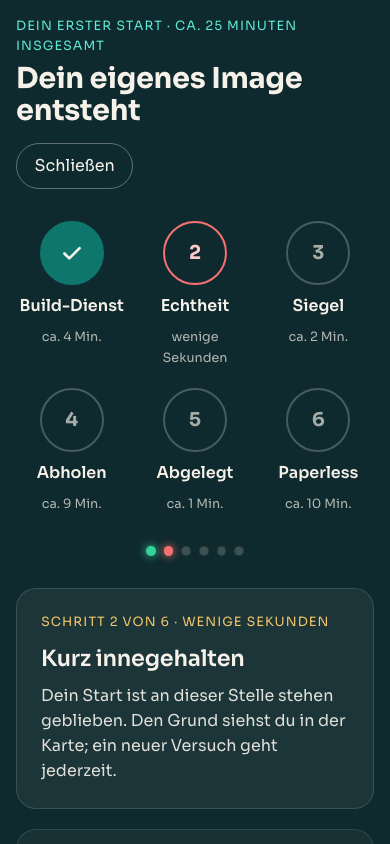 DEIN ERSTER START · CA. 25 MINUTEN
INSGESAMT
Dein eigenes Image
entsteht
Schließen
2
3
Build-Dienst
Echtheit
Siegel
ca. 4 Min.
wenige
Sekunden
ca. 2 Min.
4
5
6
Abholen
Abgelegt
Paperless
ca. 9 Min.
ca. 1 Min.
ca. 10 Min.
SCHRITT 2 VON 6 · WENIGE SEKUNDEN
Kurz innegehalten
Dein Start ist an dieser Stelle stehen
geblieben. Den Grund siehst du in der
Karte; ein neuer Versuch geht
jederzeit.